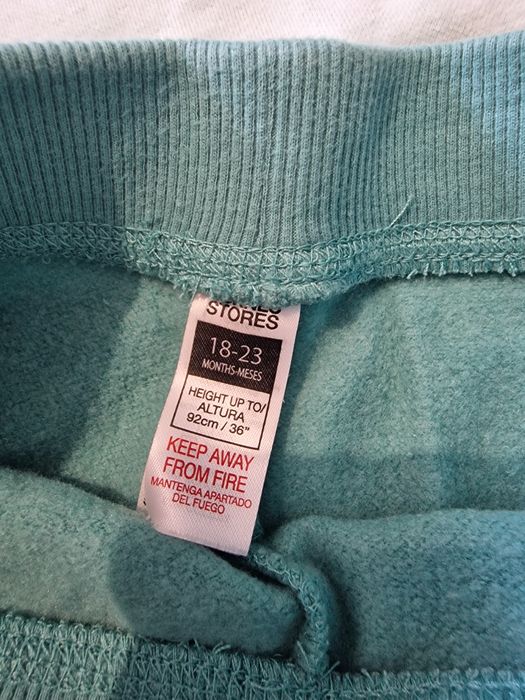 STORES
18-23
MONTHS-MESES
HEIGHT UP TO/
ALTURA
92cm / 36"
KEEP AWAY
FROM FIRE
MANTENGA APARTADO
DEL FUEGO